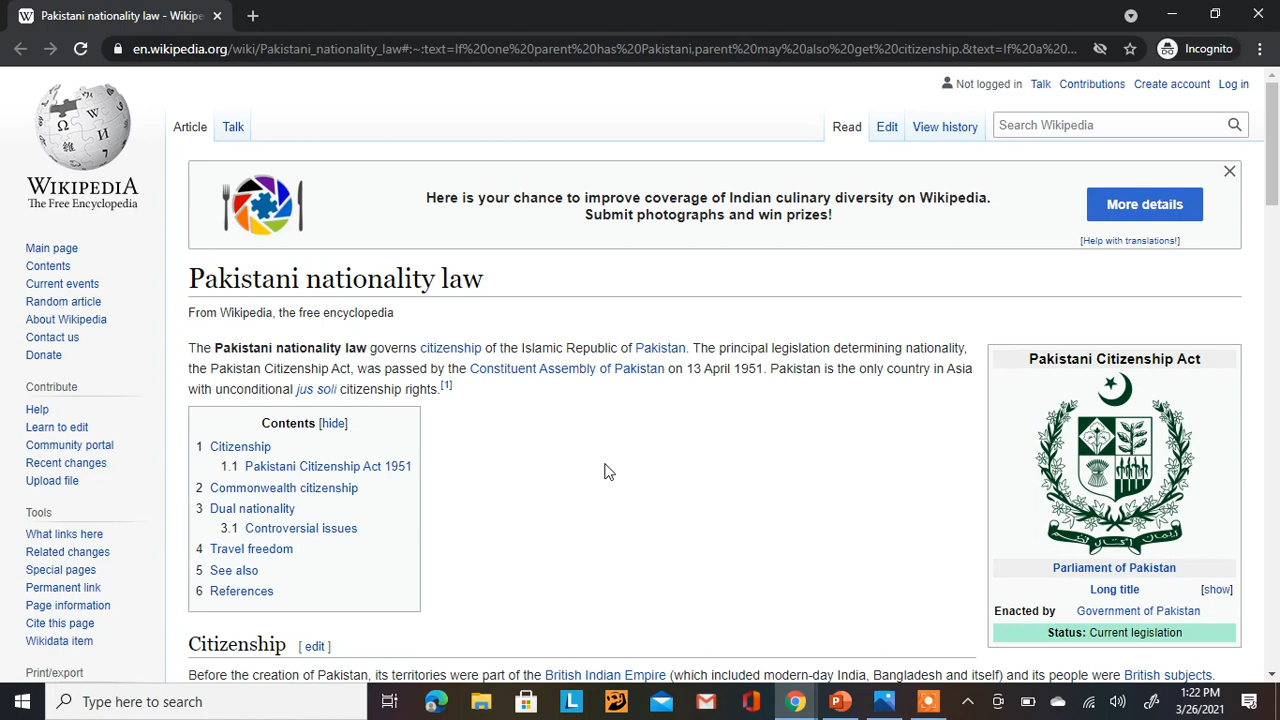 Pakistani nationality law - Wikipe
en.wikipedia.org/wiki/Pakistani_nationality_law#:~:text=If%20one%20parent%20has%20Pakistani,parent%20may%20also%20get%20citizenship.&text=If%20a%20...
Incognito
Not logged in Talk Contributions Create account Log in
Article Talk Read Edit View history Search Wikipedia
WIKIPEDIA
The Free Encyclopedia
Here is your chance to improve coverage of Indian culinary diversity on Wikipedia.
Submit photographs and win prizes!
More details
[Help with translations!]
Main page
Contents
Current events
Random article
About Wikipedia
Contact us
Donate
Contribute
Help
Learn to edit
Community portal
Recent changes
Upload file
Tools
What links here
Related changes
Special pages
Permanent link
Page information
Cite this page
Wikidata item
Print/export
Pakistani nationality law
From Wikipedia, the free encyclopedia
The Pakistani nationality law governs citizenship of the Islamic Republic of Pakistan. The principal legislation determining nationality,
the Pakistan Citizenship Act, was passed by the Constituent Assembly of Pakistan on 13 April 1951. Pakistan is the only country in Asia
with unconditional jus soli citizenship rights.[1]
Contents [hide]
1 Citizenship
1.1 Pakistani Citizenship Act 1951
2 Commonwealth citizenship
3 Dual nationality
3.1 Controversial issues
4 Travel freedom
5 See also
6 References
Pakistani Citizenship Act
Parliament of Pakistan
Long title [show]
Enacted by Government of Pakistan
Status: Current legislation
Citizenship [ edit ]
Before the creation of Pakistan, its territories were part of the British Indian Empire (which included modern-day India, Bangladesh and itself) and its people were British subjects.
Type here to search
1:22 PM
3/26/2021